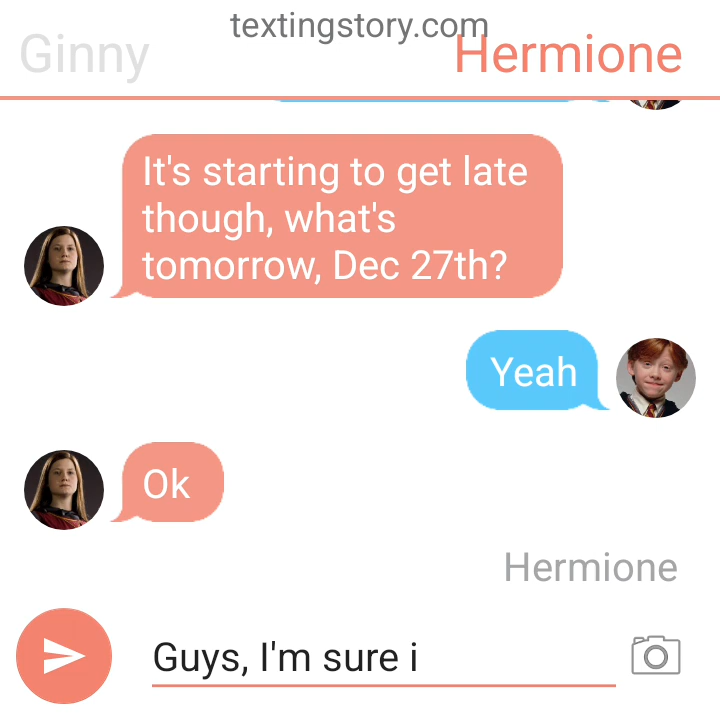 textingstory.com
Ginny
Hermione
It's starting to get late
though, what's
tomorrow, Dec 27th?
Yeah
Ok
Hermione
Guys, I'm sure i